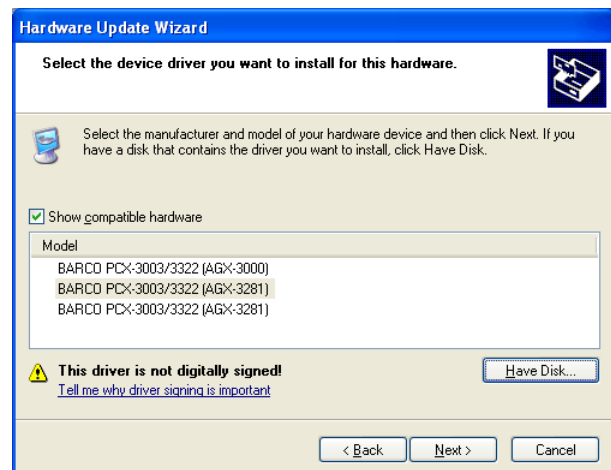 Hardware Update Wizard
Select the device driver you want to install for this hardware.
Select the manufacturer and model of your hardware device and then click Next. If you
have a disk that contains the driver you want to install, click Have Disk.
Show compatible hardware
Model
BARCO PCX-3003/3322 (AGX-3000)
BARCO PCX-3003/3322 (AGX-3281)
BARCO PCX-3003/3322 (AGX-3281)
This driver is not digitally signed!
Have Disk...
Tell me why driver signing is important
< Back Next > Cancel